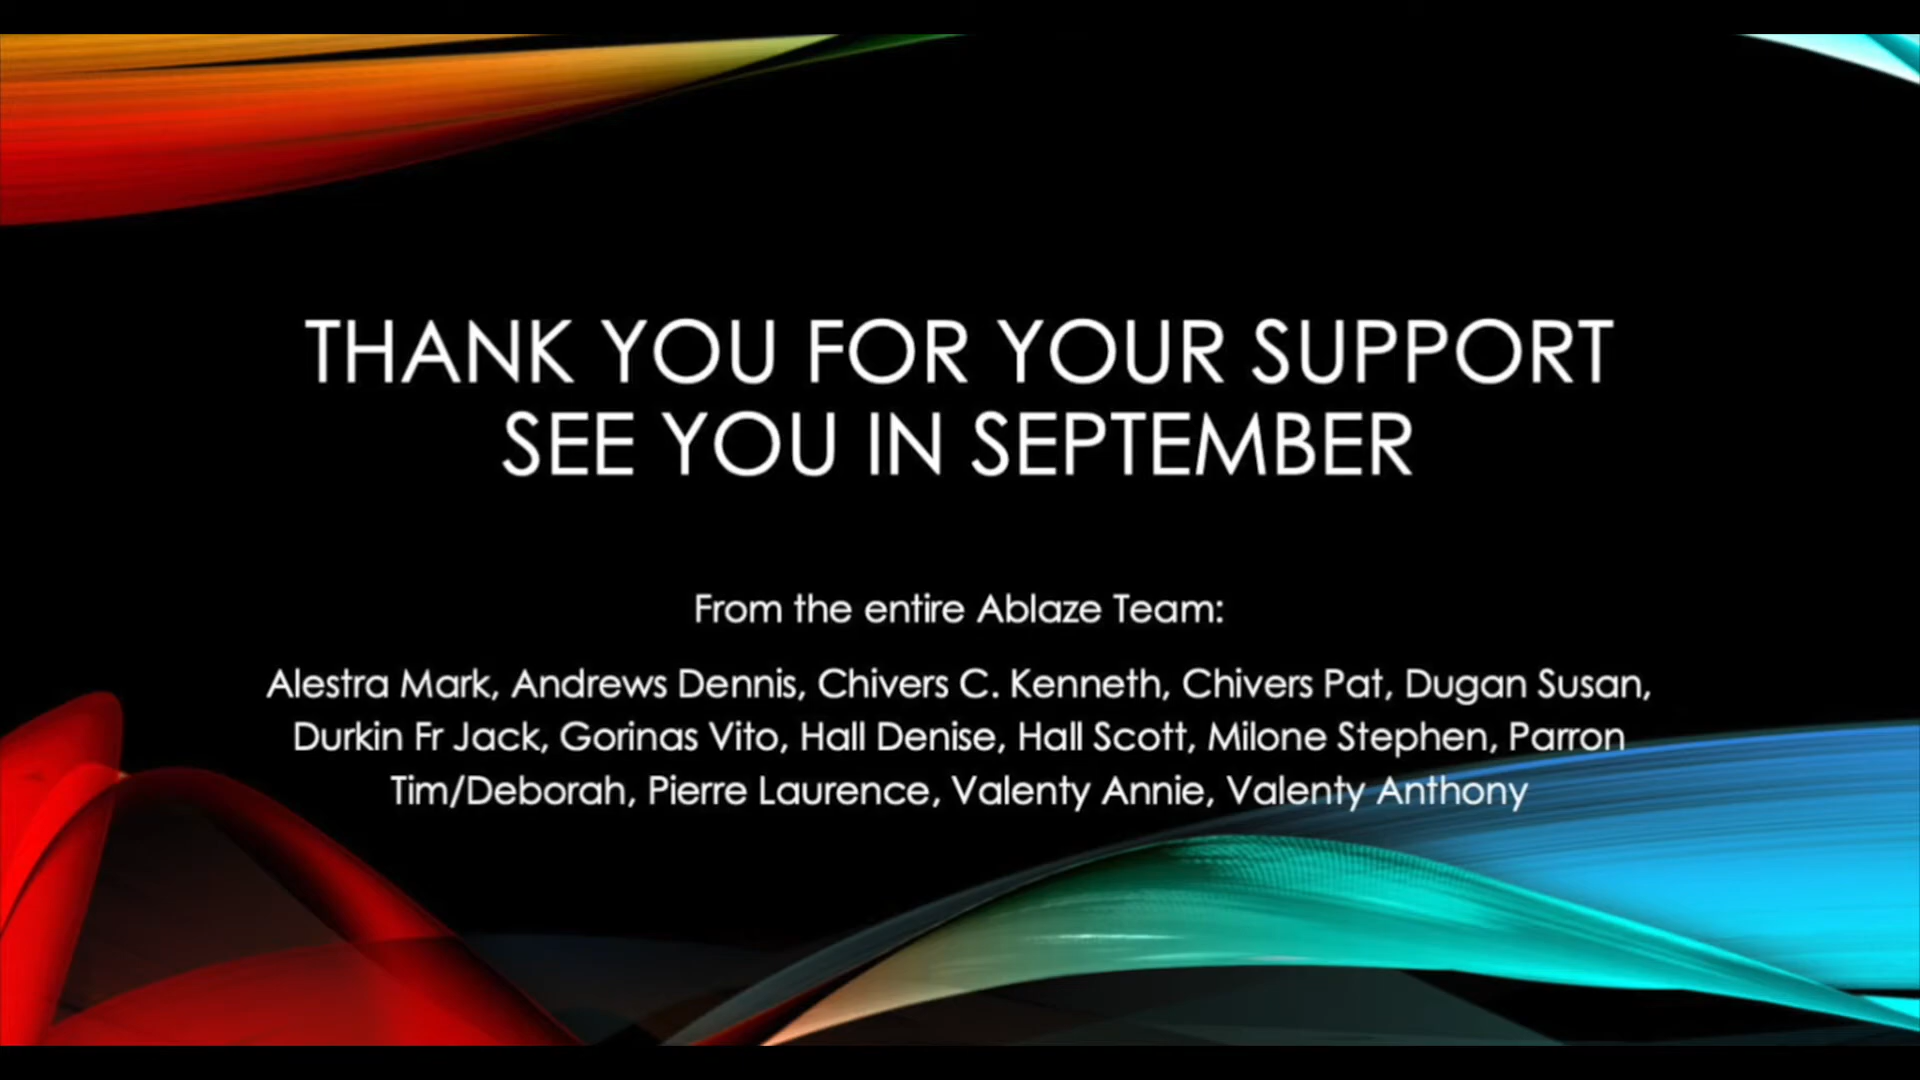 THANK YOU FOR YOUR SUPPORT
SEE YOU IN SEPTEMBER
From the entire Ablaze Team:
Alestra Mark, Andrews Dennis, Chivers C. Kenneth, Chivers Pat, Dugan Susan,
Durkin Fr Jack, Gorinas Vito, Hall Denise, Hall Scott, Milone Stephen, Parron
Tim/Deborah, Pierre Laurence, Valenty Annie, Valenty Anthony